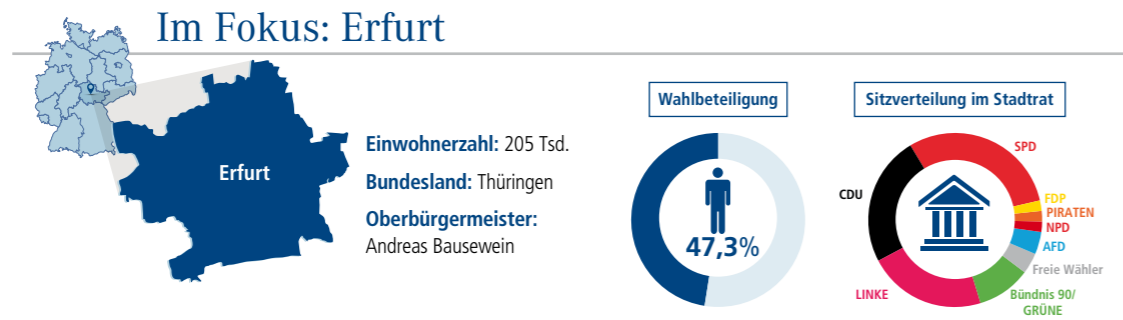 Im Fokus: Erfurt
Erfurt
Einwohnerzahl: 205 Tsd.
Bundesland: Thüringen
Oberbürgermeister:
Andreas Bausewein
Wahlbeteiligung
47,3%
Sitzverteilung im Stadtrat
SPD
FDP
PIRATEN
NPD
AFD
Freie Wähler
Bündnis 90/
GRÜNE
LINKE
CDU